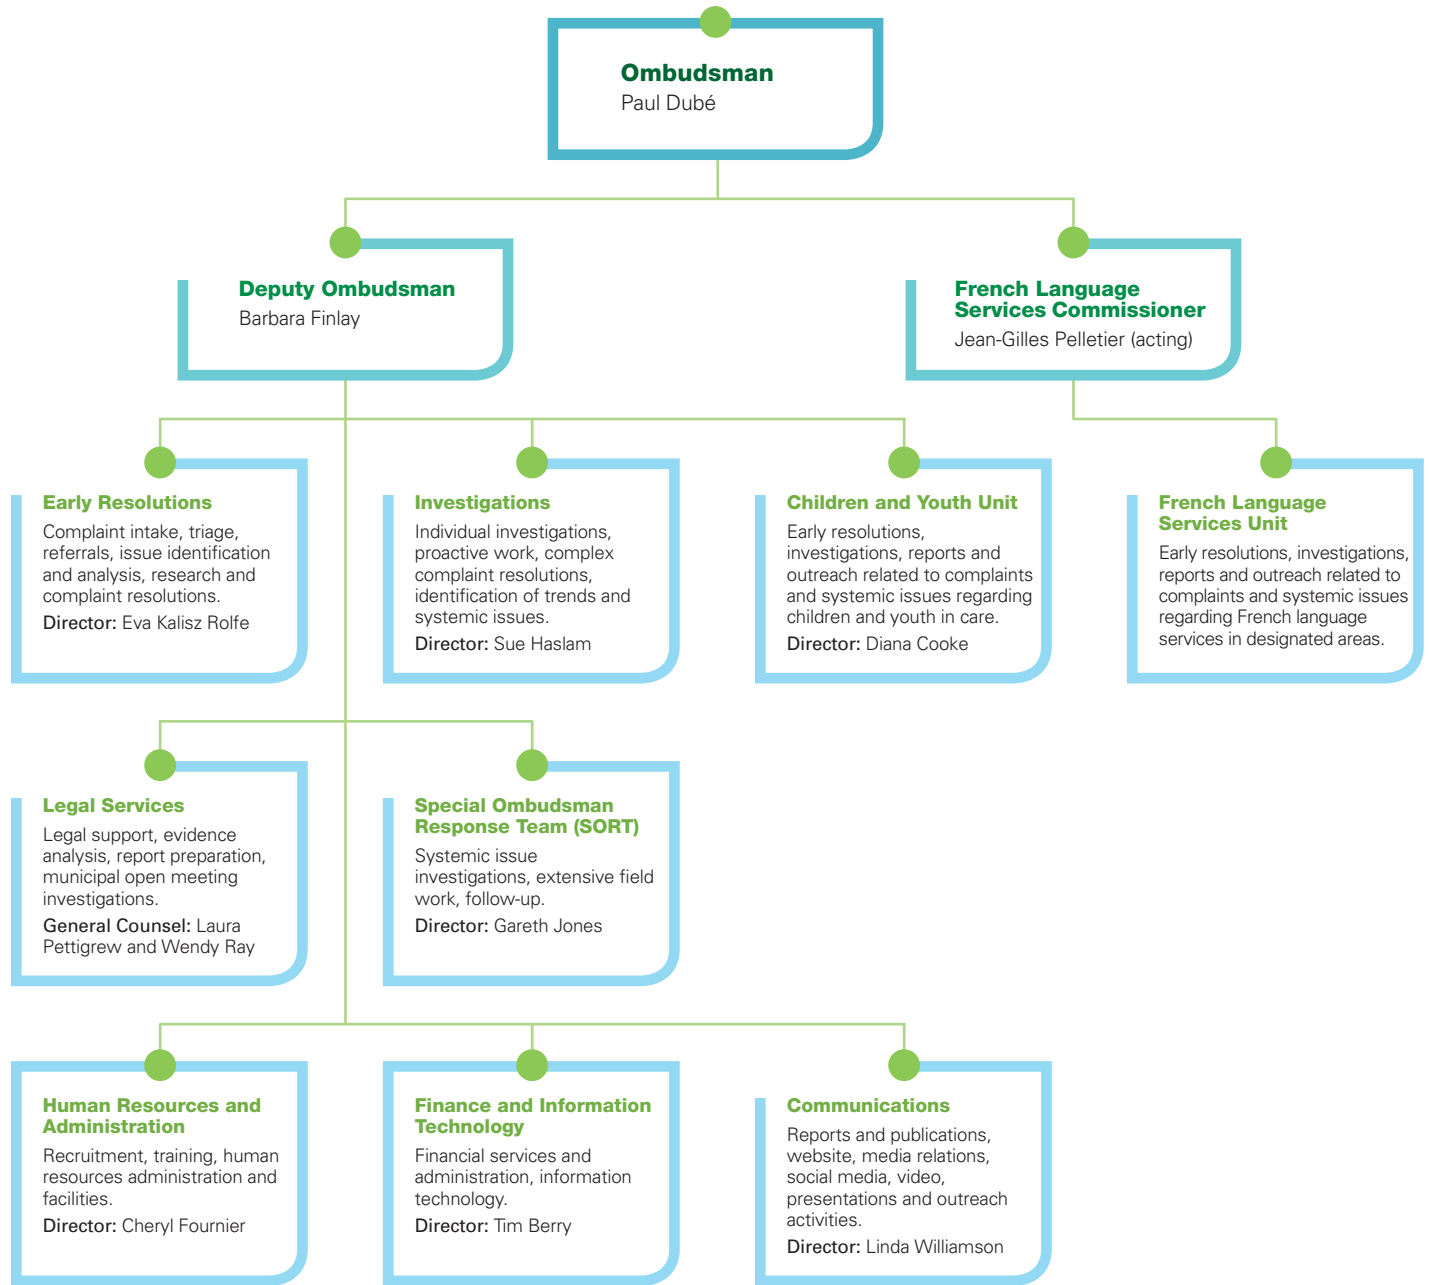 Ombudsman
Paul Dubé
Deputy Ombudsman
Barbara Finlay
French Language
Services Commissioner
Jean-Gilles Pelletier (acting)
Early Resolutions
Complaint intake, triage,
referrals, issue identification
and analysis, research and
complaint resolutions.
Director: Eva Kalisz Rolfe
Investigations
Individual investigations,
proactive work, complex
complaint resolutions,
identification of trends and
systemic issues.
Director: Sue Haslam
Children and Youth Unit
Early resolutions,
investigations, reports and
outreach related to complaints
and systemic issues regarding
children and youth in care.
Director: Diana Cooke
French Language
Services Unit
Early resolutions, investigations,
reports and outreach related to
complaints and systemic issues
regarding French language
services in designated areas.
Legal Services
Legal support, evidence
analysis, report preparation,
municipal open meeting
investigations.
General Counsel: Laura
Pettigrew and Wendy Ray
Special Ombudsman
Response Team (SORT)
Systemic issue
investigations, extensive field
work, follow-up.
Director: Gareth Jones
Human Resources and
Administration
Recruitment, training, human
resources administration and
facilities.
Director: Cheryl Fournier
Finance and Information
Technology
Financial services and
administration, information
technology.
Director: Tim Berry
Communications
Reports and publications,
website, media relations,
social media, video,
presentations and outreach
activities.
Director: Linda Williamson